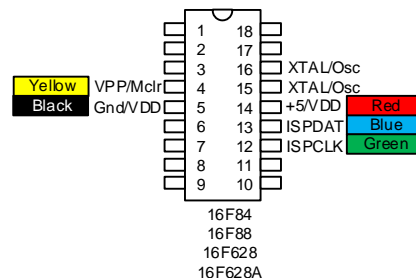 1 18
2 17
3 16 XTAL/Osc
Yellow VPP/Mclr 4 15 XTAL/Osc
Black Gnd/VDD 5 14 +5/VDD Red
6 13 ISPDAT Blue
7 12 ISPCLK Green
8 11
9 10
16F84
16F88
16F628
16F628A